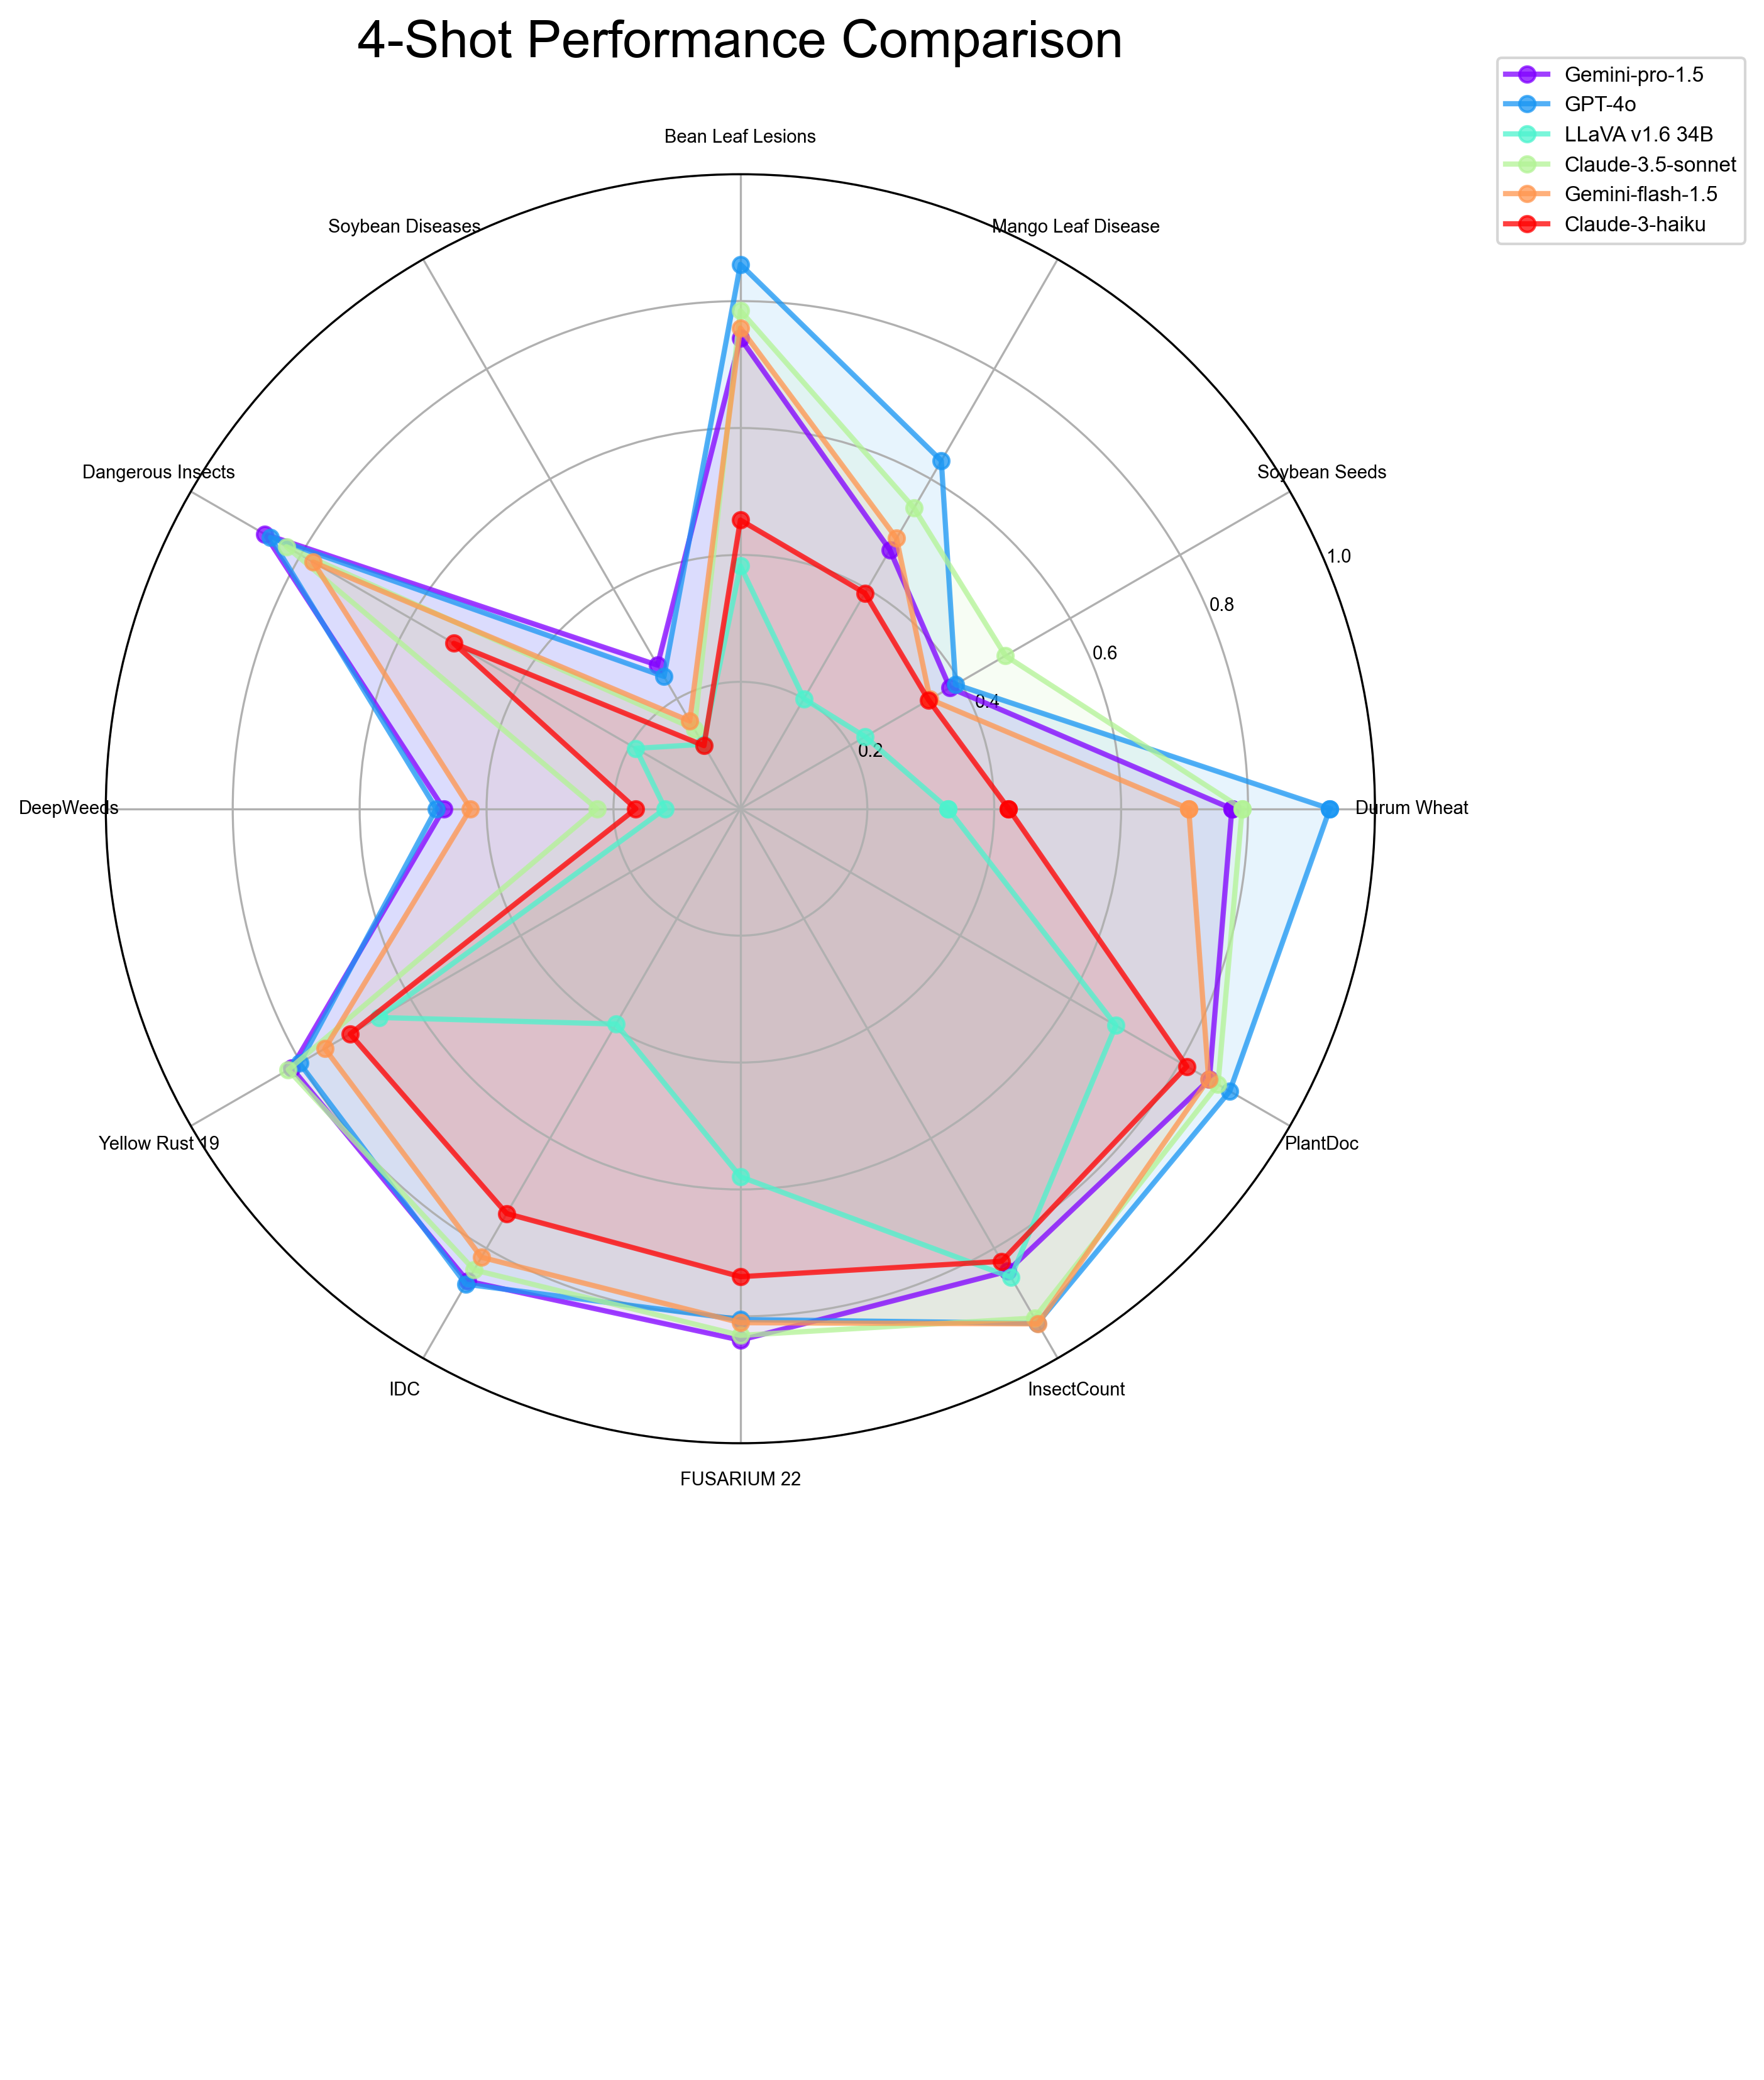 4-Shot Performance Comparison
Gemini-pro-1.5
GPT-4o
LLaVA v1.6 34B
Claude-3.5-sonnet
Gemini-flash-1.5
Claude-3-haiku
Bean Leaf Lesions
Soybean Diseases
Mango Leaf Disease
Dangerous Insects
Soybean Seeds
1.0
0.8
0.6
0.4
0.2
DeepWeeds
Durum Wheat
Yellow Rust 19
PlantDoc
IDC
InsectCount
FUSARIUM 22